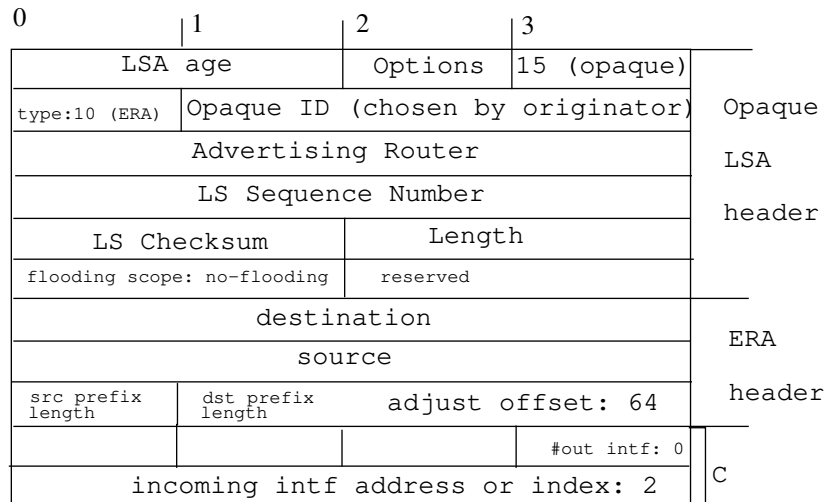 0 1 2 3
LSA age Options 15 (opaque)
type:10 (ERA) Opaque ID (chosen by originator)
Opaque
Advertising Router
LSA
LS Sequence Number
header
LS Checksum Length
flooding scope: no-flooding reserved
destination
ERA
source
header
src prefix length dst prefix length adjust offset: 64
#out intf: 0
incoming intf address or index: 2
C